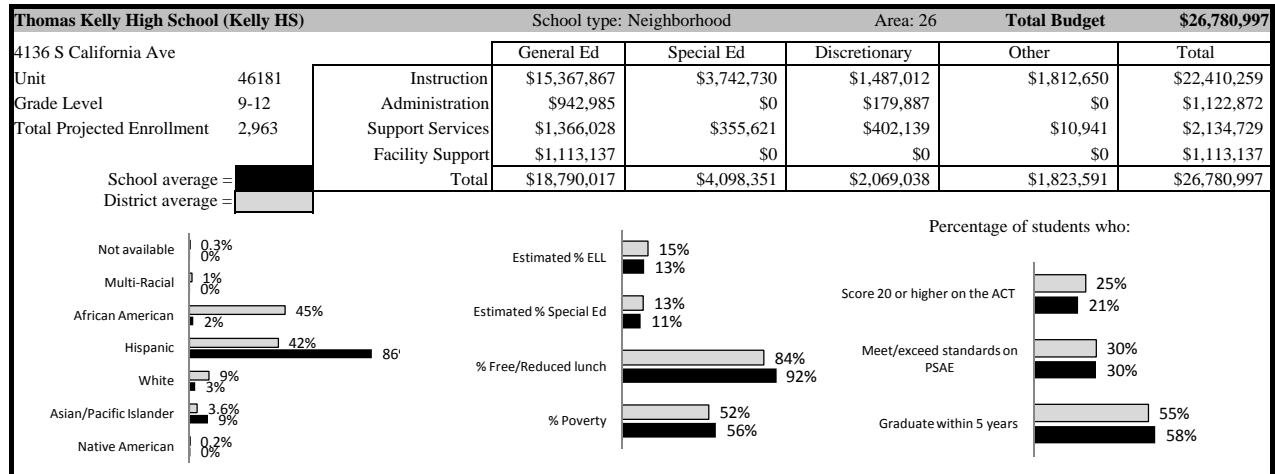 Thomas Kelly High School (Kelly HS) School type: Neighborhood Area: 26 Total Budget $26,780,997
4136 S California Ave General Ed Special Ed Discretionary Other Total
Unit 46181 Instruction $15,367,867 $3,742,730 $1,487,012 $1,812,650 $22,410,259
Grade Level 9-12 Administration $942,985 $0 $179,887 $0 $1,122,872
Total Projected Enrollment 2,963 Support Services $1,366,028 $355,621 $402,139 $10,941 $2,134,729
Facility Support $1,113,137 $0 $0 $0 $1,113,137
School average = Total $18,790,017 $4,098,351 $2,069,038 $1,823,591 $26,780,997
District average =
Not available 0.3%
0%
Multi-Racial 1%
0%
African American 45%
2%
Hispanic 42%
86
White 9%
3%
Asian/Pacific Islander 3.6%
9%
Native American 0.2%
0%
Estimated % ELL 15%
13%
Estimated % Special Ed 13%
11%
% Free/Reduced lunch 84%
92%
% Poverty 52%
56%
Percentage of students who:
Score 20 or higher on the ACT 25%
21%
Meet/exceed standards on
PSAE
30%
30%
Graduate within 5 years 55%
58%